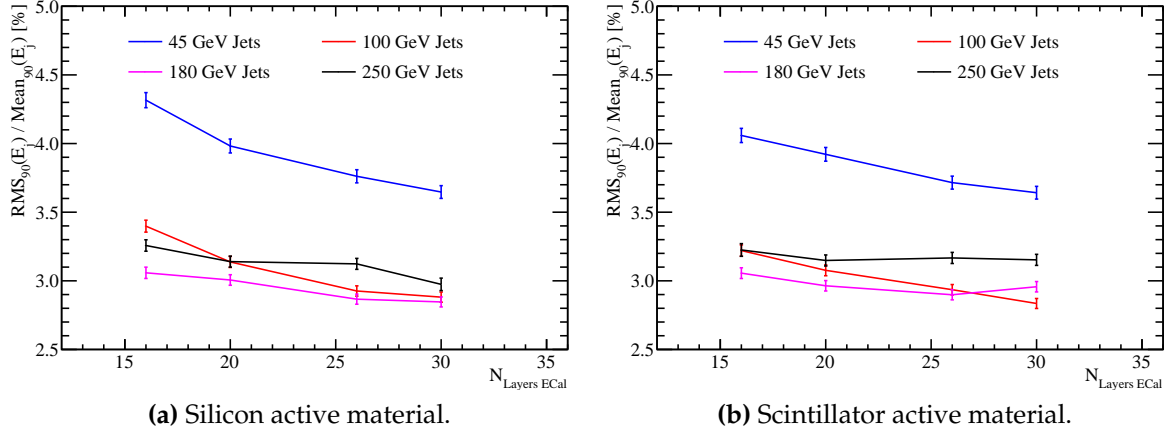 RMS90(Ej) / Mean90(Ej) [%]
5.0
4.5
4.0
3.5
3.0
2.5
45 GeV Jets
100 GeV Jets
180 GeV Jets
250 GeV Jets
15
20
25
30
35
NLayers ECal
(a) Silicon active material.
RMS90(Ej) / Mean90(Ej) [%]
5.0
4.5
4.0
3.5
3.0
2.5
45 GeV Jets
100 GeV Jets
180 GeV Jets
250 GeV Jets
15
20
25
30
35
NLayers ECal
(b) Scintillator active material.